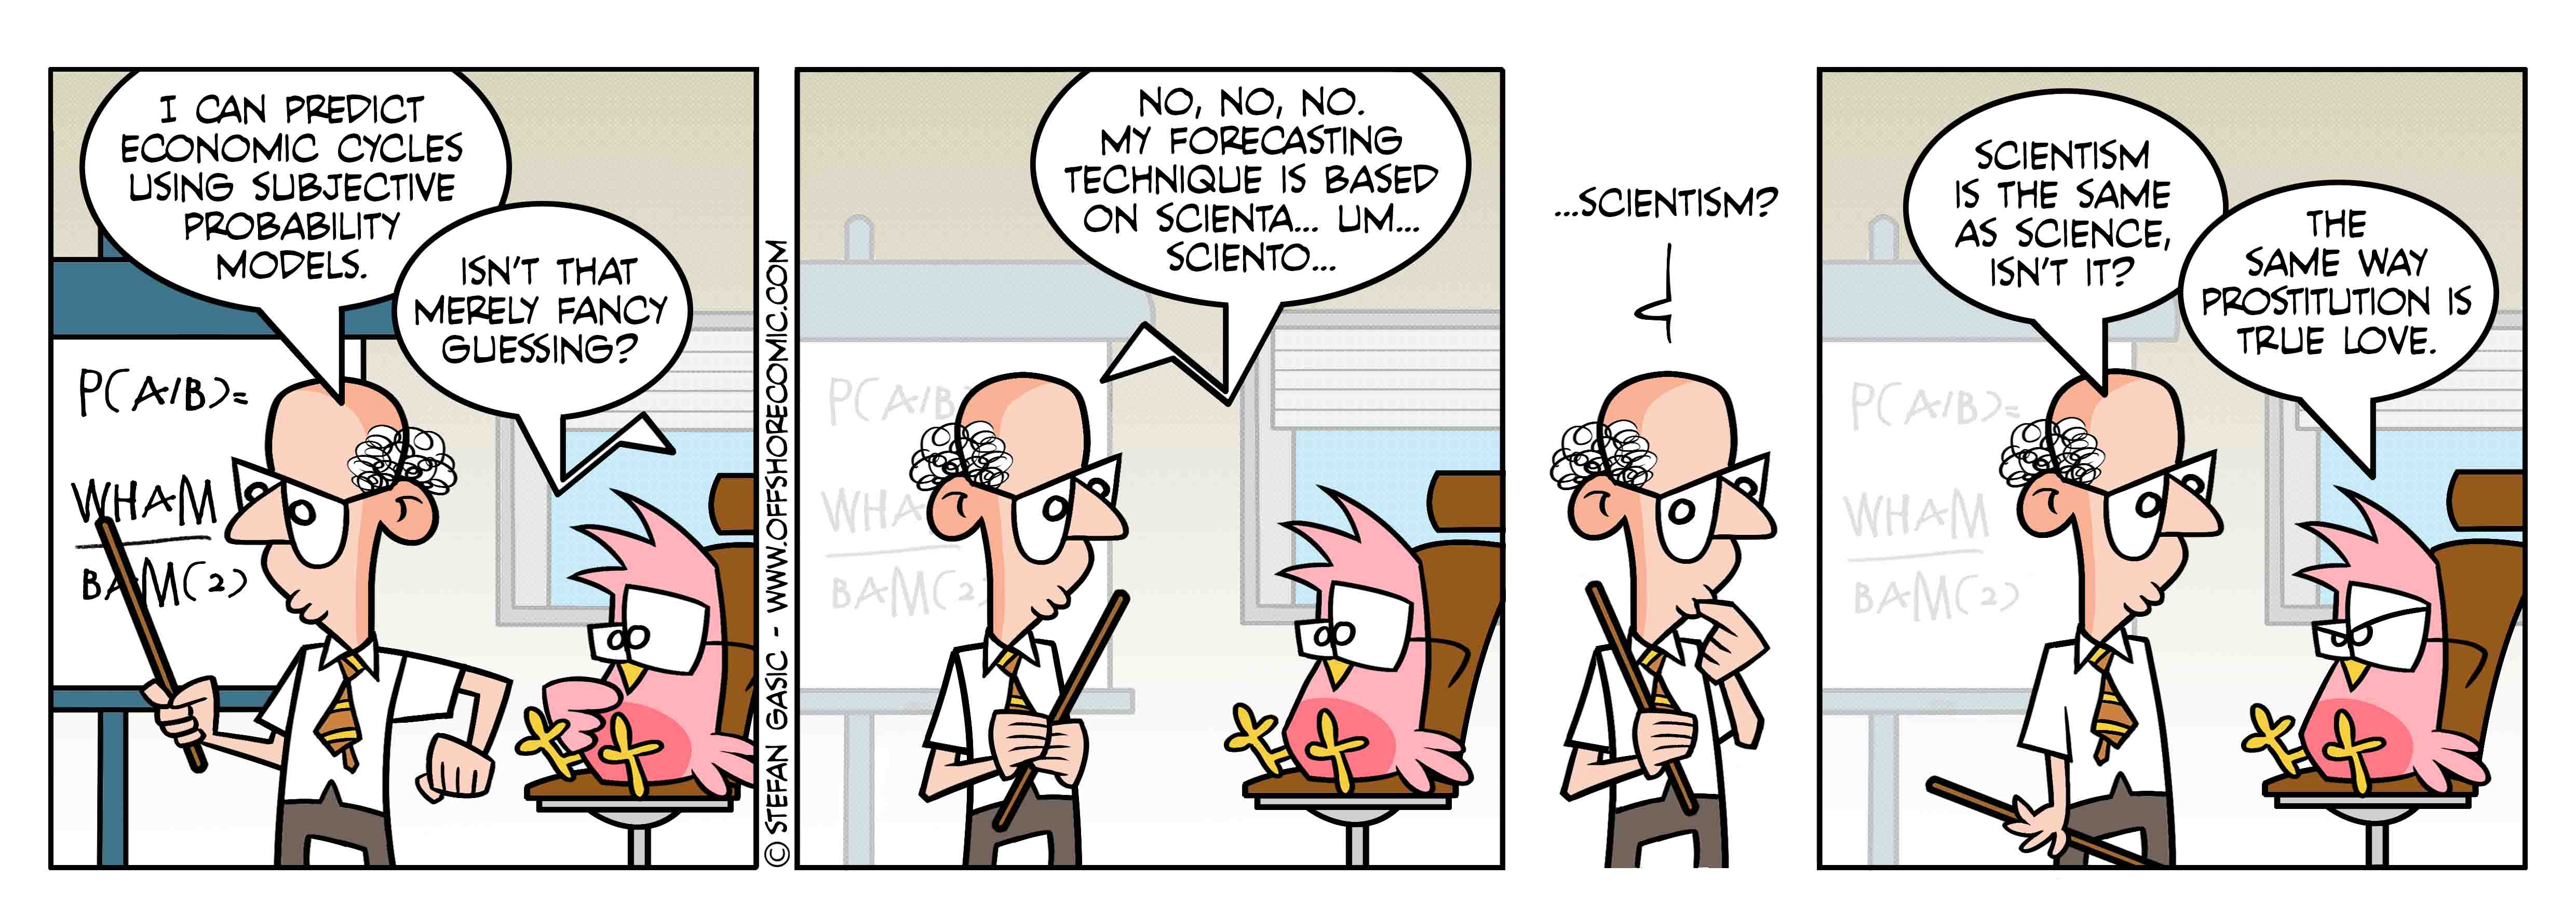 I CAN PREDICT
ECONOMIC CYCLES
USING SUBJECTIVE
PROBABILITY
MODELS.
ISN'T THAT
MERELY FANCY
GUESSING?
P(A/B)=
WHAM
BAM(2)
© STEFAN GASIC - WWW.OFFSHORECOMIC.COM
NO, NO, NO.
MY FORECASTING
TECHNIQUE IS BASED
ON SCIENTA... UM...
SCIENTO...
P(A/B)
WHA
BAM(2)
...SCIENTISM?
SCIENTISM
IS THE SAME
AS SCIENCE,
ISN'T IT?
THE
SAME WAY
PROSTITUTION IS
TRUE LOVE.
P(A/B)=
WHAM
BAM(2)